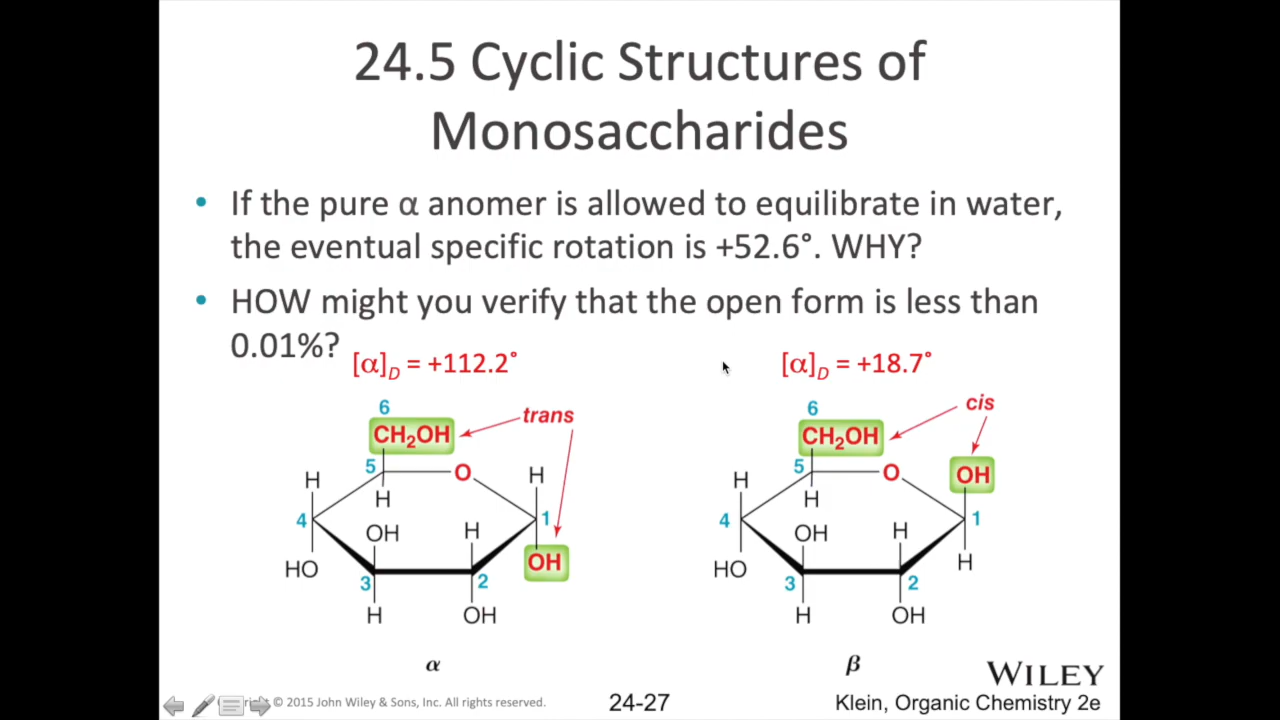 24.5 Cyclic Structures of
Monosaccharides
• If the pure α anomer is allowed to equilibrate in water,
the eventual specific rotation is +52.6°. WHY?
• HOW might you verify that the open form is less than
0.01%?
[α]D = +112.2°
[α]D = +18.7°
6
CH2OH
trans
5
O
H
H
H
4
OH
H
1
HO
OH
3
2
H
OH
α
6
CH2OH
cis
5
O
OH
H
H
4
OH
H
1
HO
H
3
2
H
OH
β
WILEY
© 2015 John Wiley & Sons, Inc. All rights reserved.
24-27
Klein, Organic Chemistry 2e